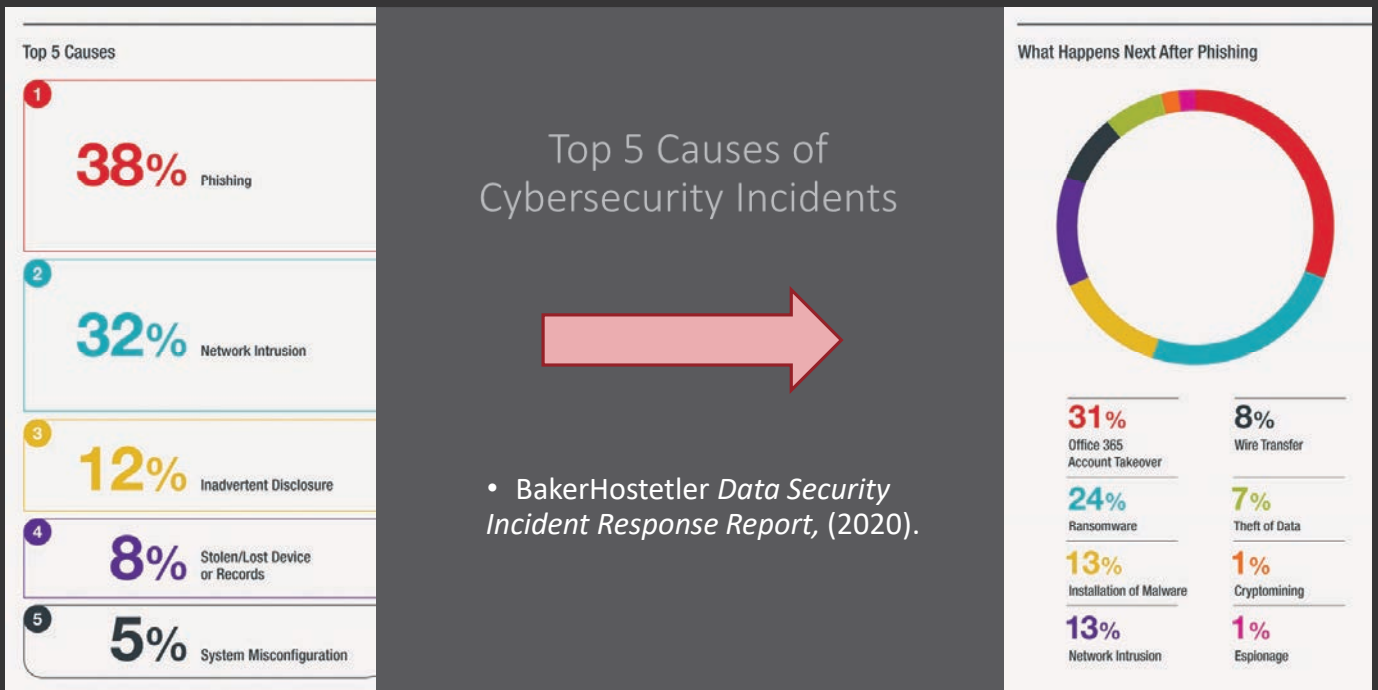 Top 5 Causes
1
38% Phishing
2
32% Network Intrusion
3
12% Inadvertent Disclosure
4
8% Stolen/Lost Device
or Records
5
5% System Misconfiguration
Top 5 Causes of
Cybersecurity Incidents
• BakerHostetler Data Security
Incident Response Report, (2020).
What Happens Next After Phishing
31%
Office 365
Account Takeover
24%
Ransomware
13%
Installation of Malware
13%
Network Intrusion
8%
Wire Transfer
7%
Theft of Data
1%
Cryptomining
1%
Espionage